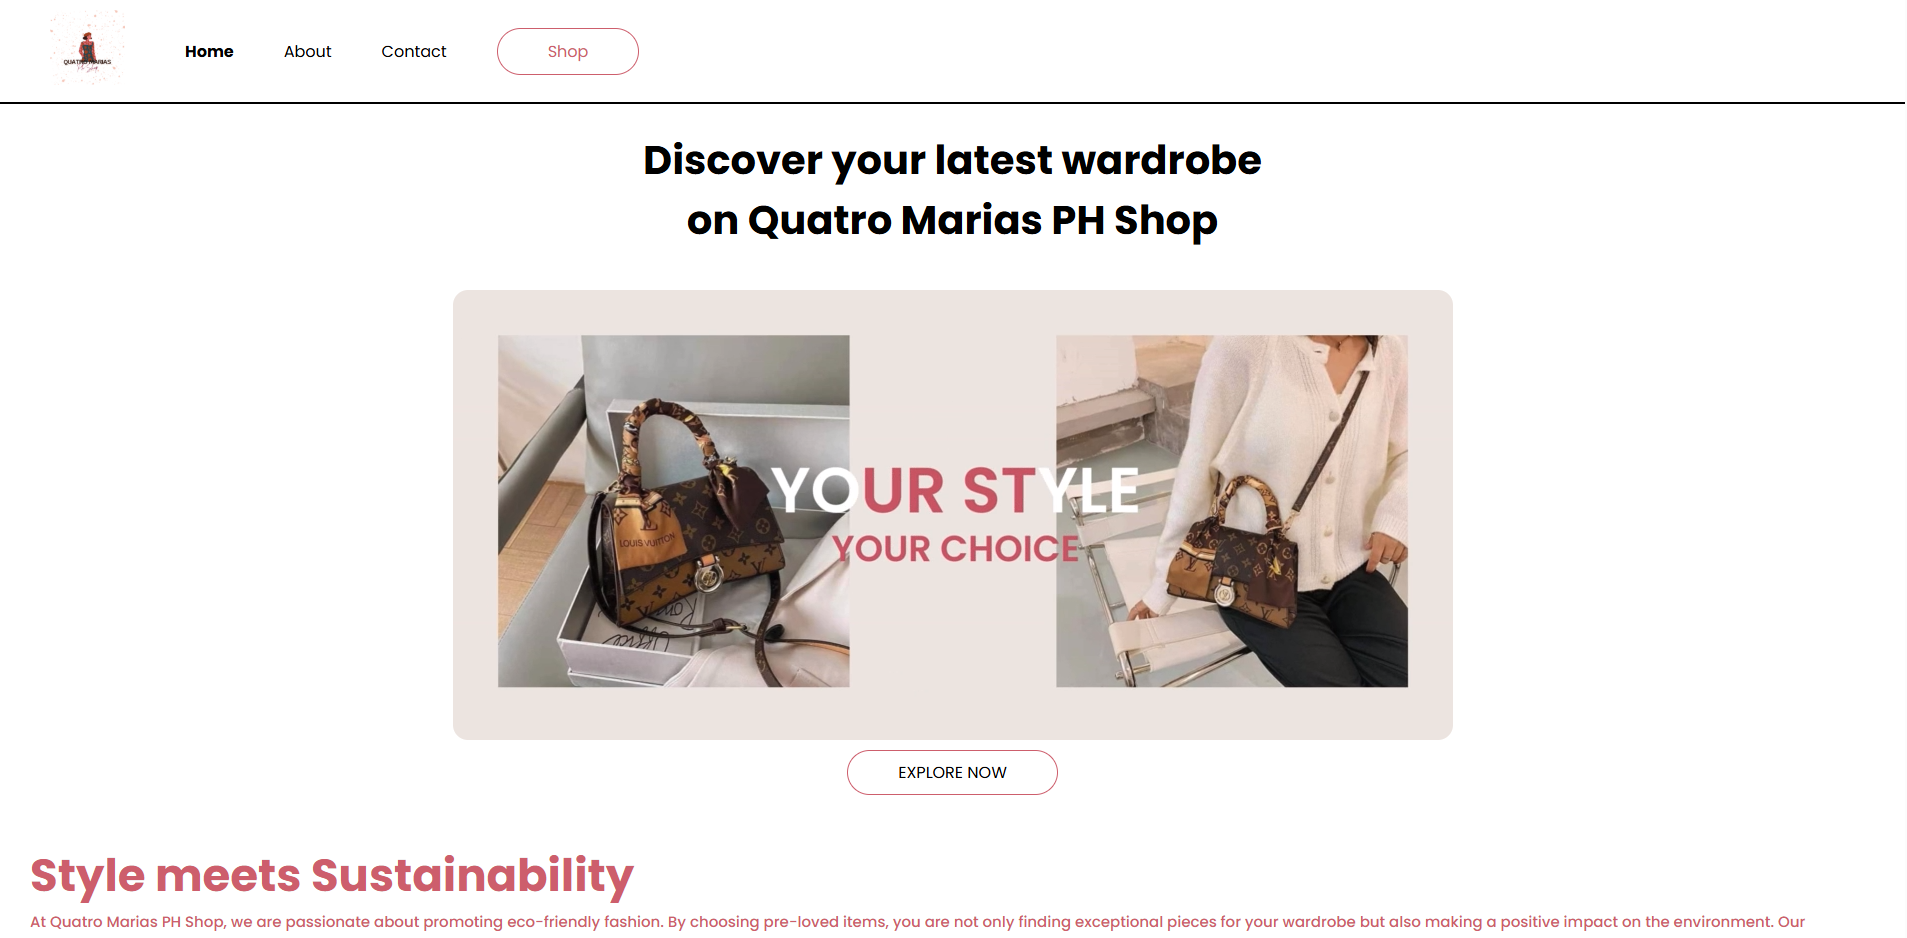 QUATRO MARIAS
Ph Shop
Home
About
Contact
Shop
Discover your latest wardrobe
on Quatro Marias PH Shop
YOUR STYLE
YOUR CHOICE
LOUIS VUITTON
EXPLORE NOW
Style meets Sustainability
At Quatro Marias PH Shop, we are passionate about promoting eco-friendly fashion. By choosing pre-loved items, you are not only finding exceptional pieces for your wardrobe but also making a positive impact on the environment. Our